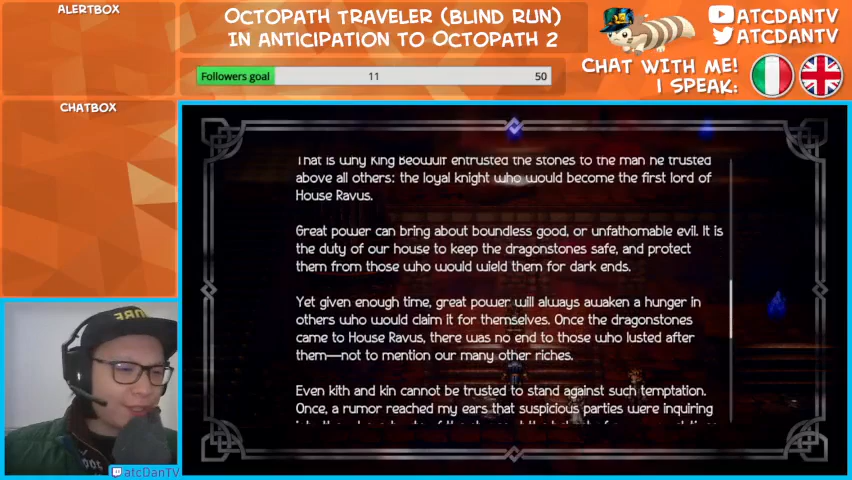 ALERTBOX
OCTOPATH TRAVELER (BLIND RUN)
IN ANTICIPATION TO OCTOPATH 2
ATCDANTV
ATCDANTV
CHAT WITH ME!
I SPEAK:
Followers goal 11 50
CHATBOX
That is why King Beowulf entrusted the stones to the man he trusted
above all others: the loyal knight who would become the first lord of
House Ravus.
Great power can bring about boundless good, or unfathomable evil. It is
the duty of our house to keep the dragonstones safe, and protect
them from those who would wield them for dark ends.
Yet given enough time, great power will always awaken a hunger in
others who would claim it for themselves. Once the dragonstones
came to House Ravus, there was no end to those who lusted after
them—not to mention our many other riches.
Even kith and kin cannot be trusted to stand against such temptation.
Once, a rumor reached my ears that suspicious parties were inquiring
atcDanTV